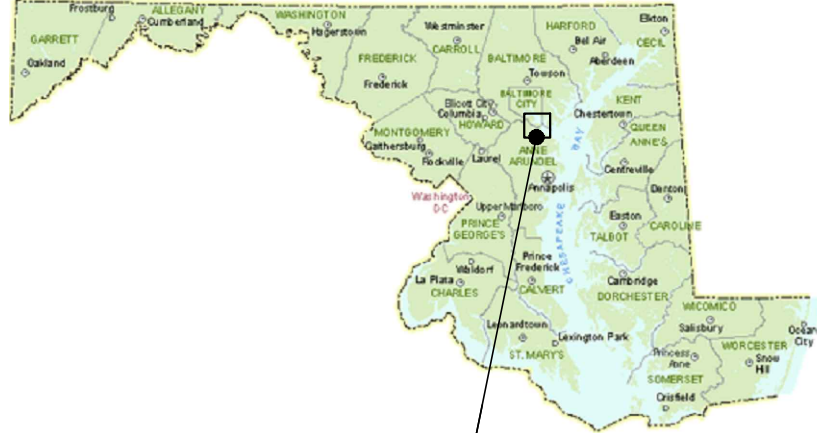 Frostburg
ALLEGANY
Cumberland
GARRETT
Oakland
WASHINGTON
Hagerstown
FREDERICK
Frederick
Westminster
CARROLL
BALTIMORE
Towson
BALTIMORE
CITY
HARFORD
Bel Air
Aberdeen
Elkton
CECIL
KENT
Chestertown
QUEEN
ANNE'S
Centreville
Ellicott City
Columbia
HOWARD
MONTGOMERY
Gaithersburg
Rockville
Laurel
ANNE
ARUNDEL
Annapolis
Washington
DC
Upper Marlboro
PRINCE
GEORGE'S
CHESAPEAKE BAY
Denton
CAROLINE
Easton
TALBOT
Cambridge
DORCHESTER
Prince
Frederick
CALVERT
Waldorf
La Plata
CHARLES
Leonardtown
Lexington Park
ST. MARY'S
WICOMICO
Salisbury
Ocean
City
WORCESTER
Snow
Hill
Princess
Anne
SOMERSET
Crisfield